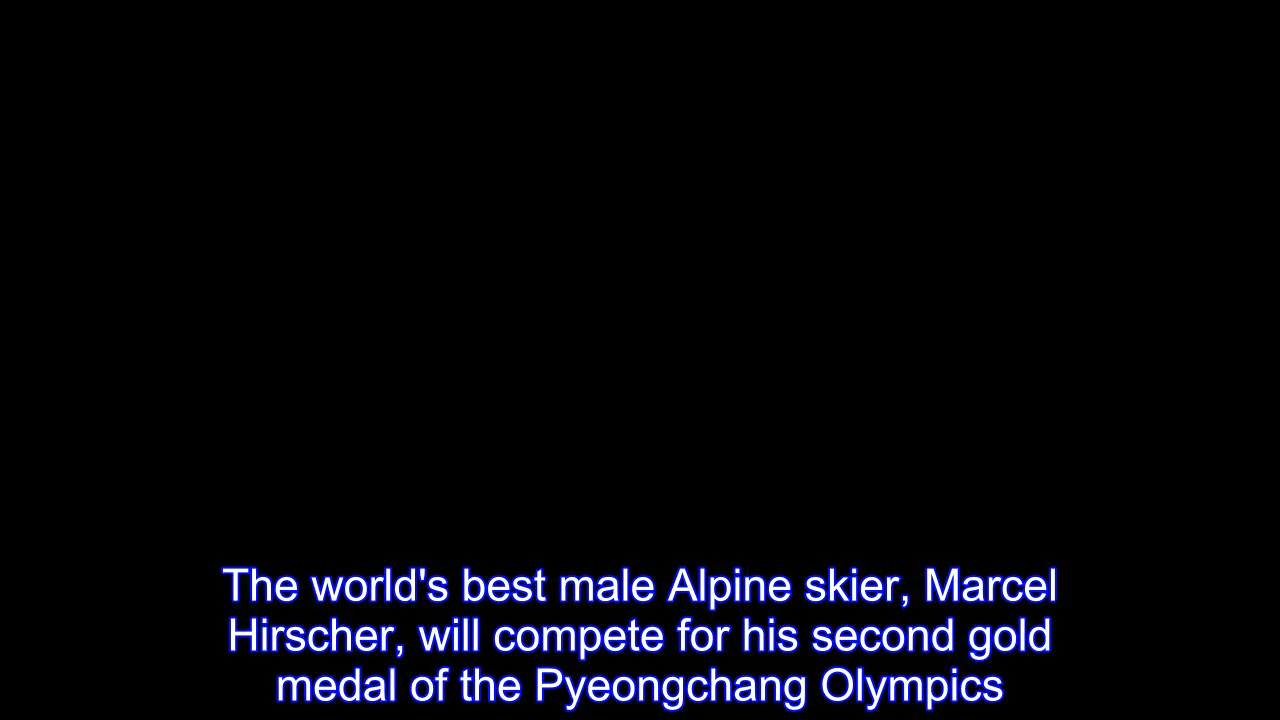 The world's best male Alpine skier, Marcel
Hirscher, will compete for his second gold
medal of the Pyeongchang Olympics